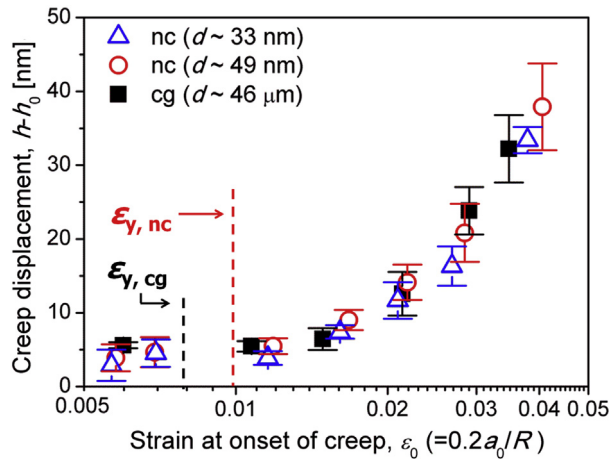 50
40
30
20
10
0
Creep displacement, h-h₀ [nm]
nc (d ~ 33 nm)
nc (d ~ 49 nm)
cg (d ~ 46 μm)
εy, nc
εy, cg
0.005 0.01 0.02 0.03 0.04 0.05
Strain at onset of creep, ε₀ (=0.2a₀/R)